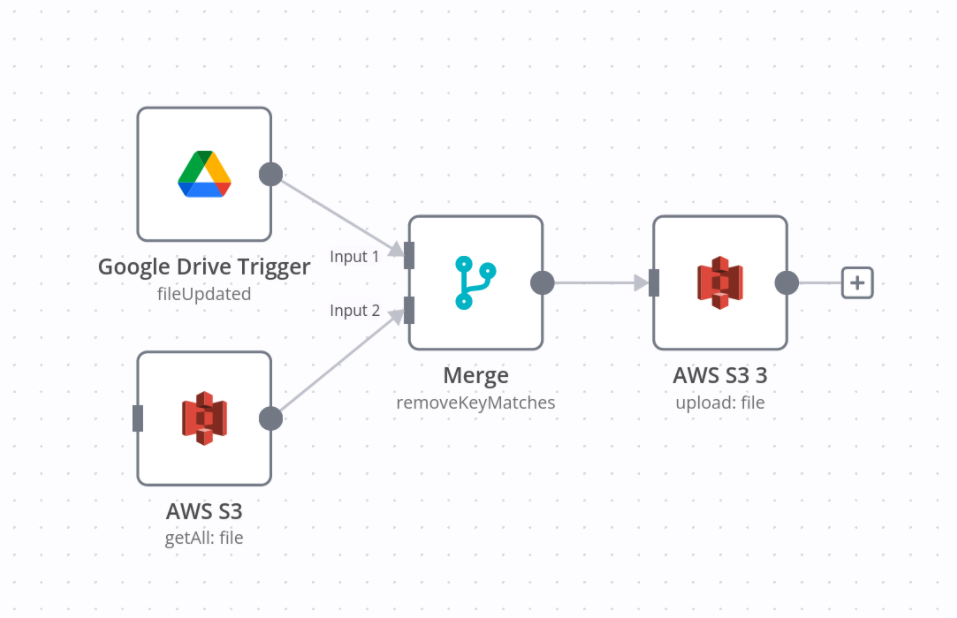 Google Drive Trigger
fileUpdated
Input 1
Input 2
Merge
removeKeyMatches
AWS S3 3
upload: file
AWS S3
getAll: file